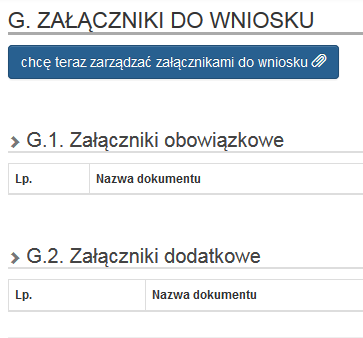 G. ZAŁĄCZNIKI DO WNIOSKU
chcę teraz zarządzać załącznikami do wniosku
G.1. Załączniki obowiązkowe
Lp. Nazwa dokumentu
G.2. Załączniki dodatkowe
Lp. Nazwa dokumentu